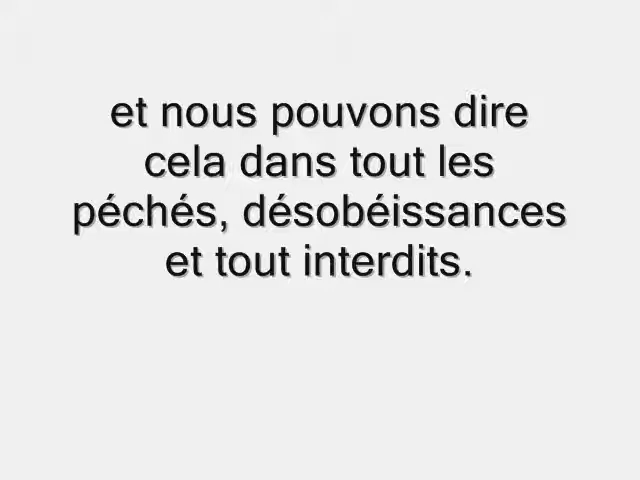 et nous pouvons dire
cela dans tout les
péchés, désobéissances
et tout interdits.